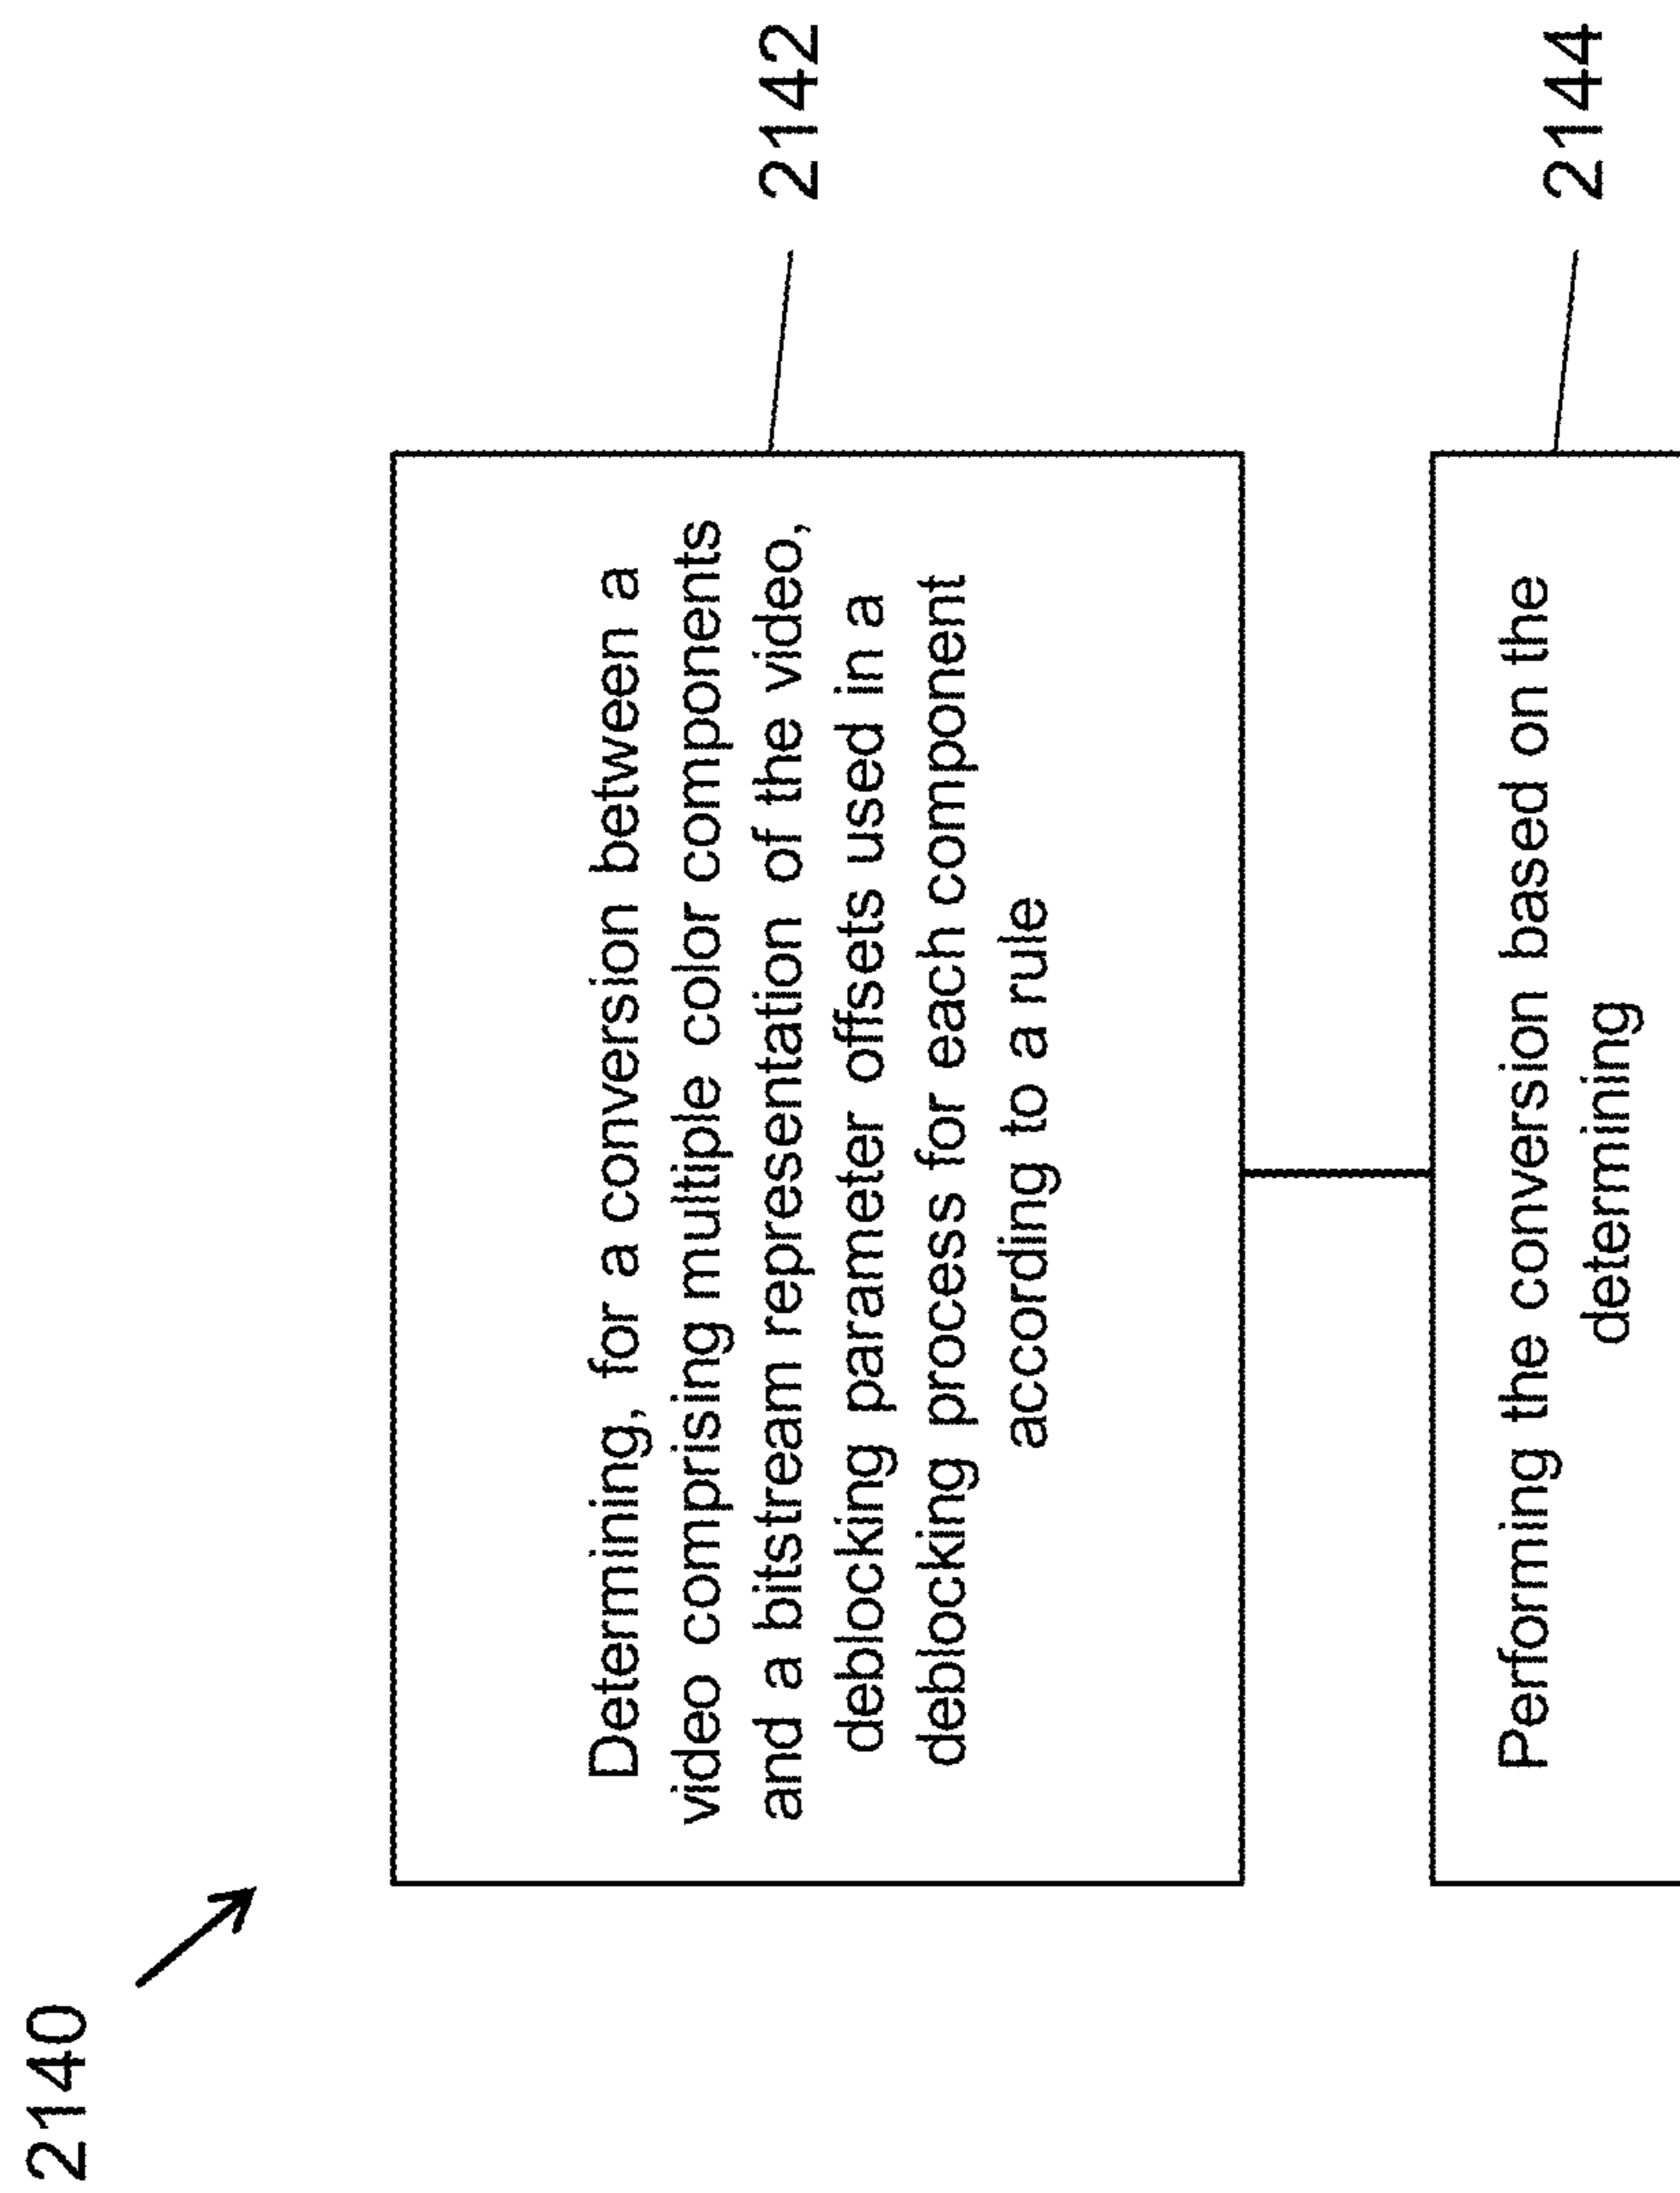 2140
Determining, for a conversion between a
video comprising multiple color components
and a bitstream representation of the video,
deblocking parameter offsets used in a
deblocking process for each component
according to a rule
2142
Performing the conversion based on the
determining
2144